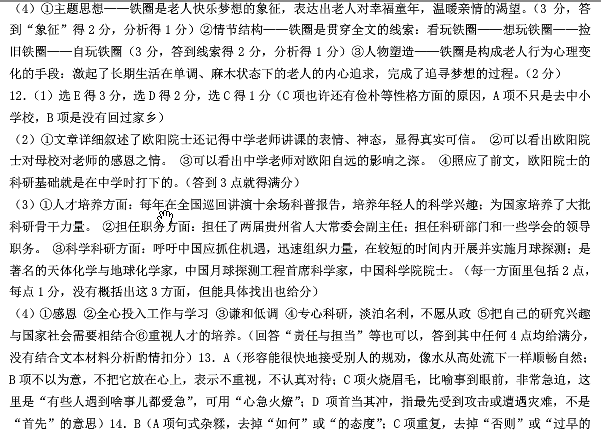 （4）①主题思想——铁圈是老人快乐梦想的象征，表达出老人对幸福童年，温暖亲情的渴望。（3 分，答
到“象征”得 2 分，分析得 1 分）②情节结构——铁圈是贯穿全文的线索：看玩铁圈——想玩铁圈——捡
旧铁圈——自玩铁圈（3 分，答到线索得 2 分，分析得 1 分）③人物塑造——铁圈是构成老人行为心理变
化的手段：激起了长期生活在单调、麻木状态下的老人的内心追求，完成了追寻梦想的过程。（2 分）
12.（1）选 E 得 3 分，选 D 得 2 分，选 C 得 1 分（C 项也许还有俭朴等性格方面的原因，A 项不只是去中小
学校，B 项是没有回过家乡）
（2）①文章详细叙述了欧阳院士还记得中学老师讲课的表情、神态，显得真实可信。 ②可以看出欧阳院
士对母校对老师的感恩之情。 ③可以看出中学老师对欧阳自远的影响之深。 ④照应了前文，欧阳院士的
科研基础就是在中学时打下的。（答到 3 点就得满分）
（3）①人才培养方面：每年在全国巡回讲演十余场科普报告，培养年轻人的科学兴趣；为国家培养了大批
科研骨干力量。 ②担任职务方面：担任了两届贵州省人大常委会副主任；担任科研部门和一些学会的领导
职务。 ③科学科研方面：呼吁中国应抓住机遇，迅速组织力量，在较短的时间内开展并实施月球探测；是
著名的天体化学与地球化学家，中国月球探测工程首席科学家，中国科学院院士。（每一方面里包括 2 点，
每点 1 分，没有概括出这 3 方面，但能具体找出也给分）
（4）①感恩 ②全心投入工作与学习 ③谦和低调 ④专心科研，淡泊名利，不愿从政 ⑤把自己的研究兴趣
与国家社会需要相结合⑥重视人才的培养。（回答“责任与担当”等也可以，答到其中任何 4 点均给满分，
没有结合文本材料分析酌情扣分）13. A（形容能很快地接受别人的规劝，像水从高处流下一样顺畅自然；
B 项不以为意，不把它放在心上，表示不重视，不认真对待；C 项火烧眉毛，比喻事到眼前，非常急迫，这
里是“有些人遇到啥事儿都爱急”，可用“心急火燎”；D 项首当其冲，指最先受到攻击或遭遇灾难，不是
“首先”的意思）14. B（A 项句式杂糅，去掉“如何”或“的态度”；C 项重复，去掉“否则”或“过早的